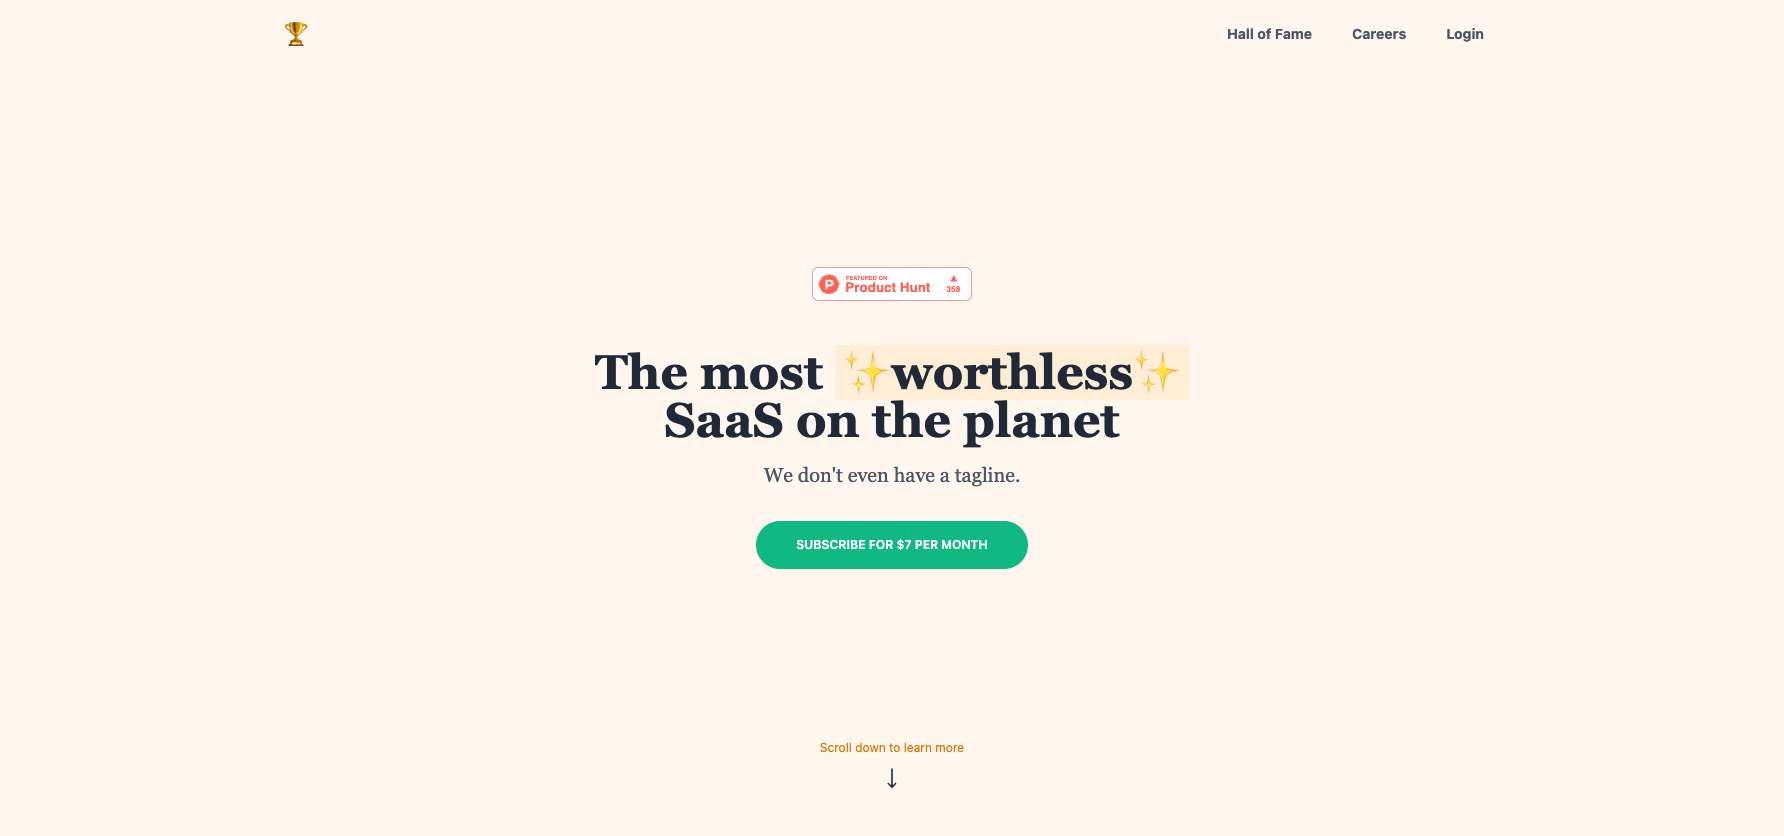 🏆
Hall of Fame
Careers
Login
FEATURED ON
Product Hunt
▲
358
The most ✨worthless✨
SaaS on the planet
We don't even have a tagline.
SUBSCRIBE FOR $7 PER MONTH
Scroll down to learn more
↓